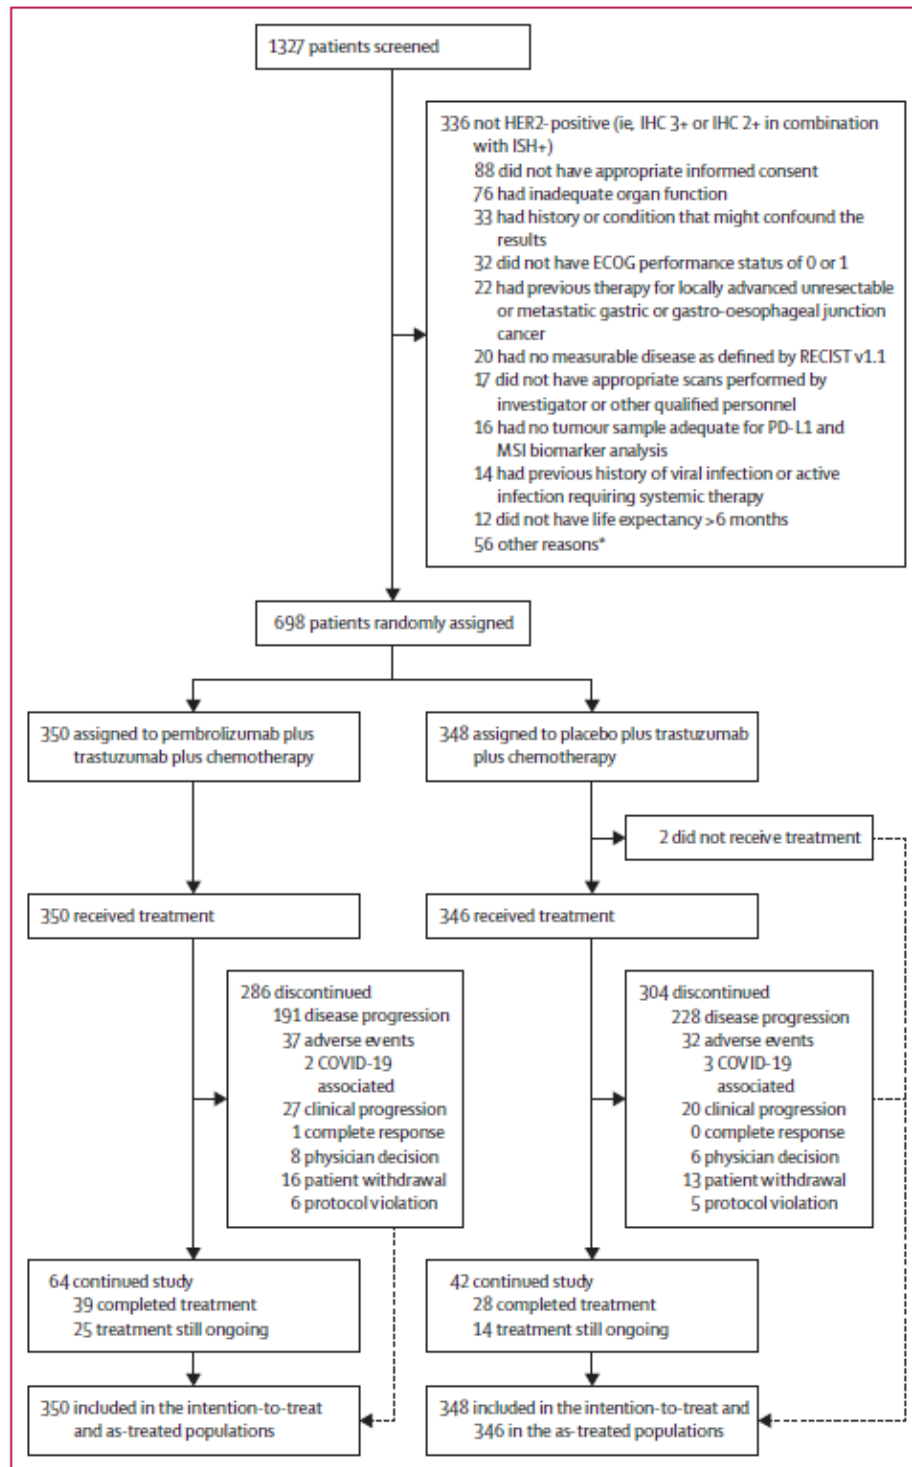 1327 patients screened
336 not HER2-positive (ie, IHC 3+ or IHC 2+ in combination
with ISH+)
88 did not have appropriate informed consent
76 had inadequate organ function
33 had history or condition that might confound the
results
32 did not have ECOG performance status of 0 or 1
22 had previous therapy for locally advanced unresectable
or metastatic gastric or gastro-oesophageal junction
cancer
20 had no measurable disease as defined by RECIST v1.1
17 did not have appropriate scans performed by
investigator or other qualified personnel
16 had no tumour sample adequate for PD-L1 and
MSI biomarker analysis
14 had previous history of viral infection or active
infection requiring systemic therapy
12 did not have life expectancy >6 months
56 other reasons*
698 patients randomly assigned
350 assigned to pembrolizumab plus
trastuzumab plus chemotherapy
348 assigned to placebo plus trastuzumab
plus chemotherapy
2 did not receive treatment
350 received treatment
346 received treatment
286 discontinued
191 disease progression
37 adverse events
2 COVID-19
associated
27 clinical progression
1 complete response
8 physician decision
16 patient withdrawal
6 protocol violation
304 discontinued
228 disease progression
32 adverse events
3 COVID-19
associated
20 clinical progression
0 complete response
6 physician decision
13 patient withdrawal
5 protocol violation
64 continued study
39 completed treatment
25 treatment still ongoing
42 continued study
28 completed treatment
14 treatment still ongoing
350 included in the intention-to-treat
and as-treated populations
348 included in the intention-to-treat and
346 in the as-treated populations